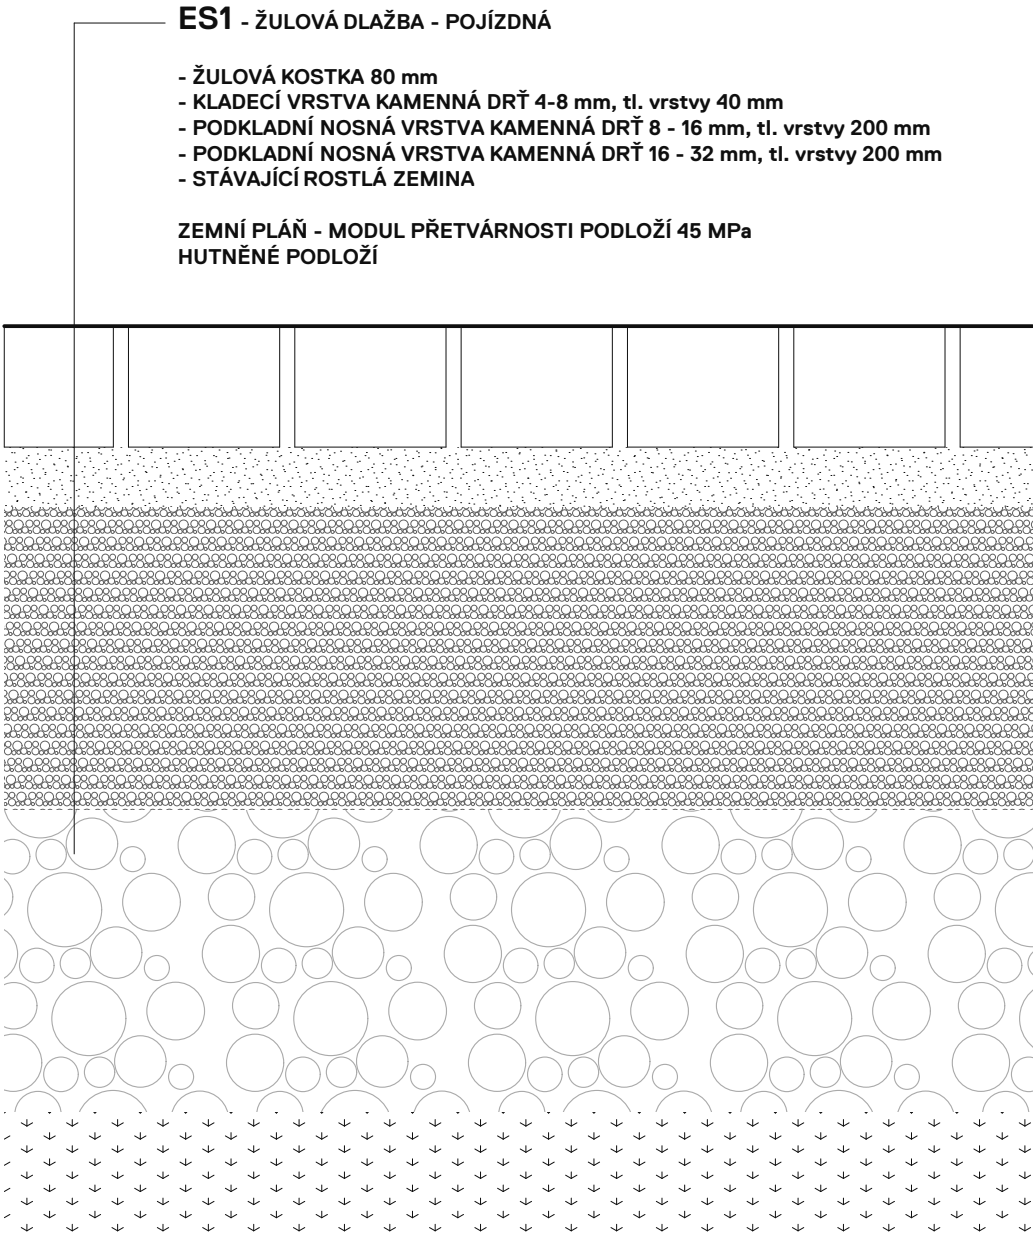 ES1 - ŽULOVÁ DLAŽBA - POJÍZDNÁ
- ŽULOVÁ KOSTKA 80 mm
- KLADECÍ VRSTVA KAMENNÁ DRŤ 4-8 mm, tl. vrstvy 40 mm
- PODKLADNÍ NOSNÁ VRSTVA KAMENNÁ DRŤ 8 - 16 mm, tl. vrstvy 200 mm
- PODKLADNÍ NOSNÁ VRSTVA KAMENNÁ DRŤ 16 - 32 mm, tl. vrstvy 200 mm
- STÁVAJÍCÍ ROSTLÁ ZEMINA
ZEMNÍ PLÁŇ - MODUL PŘETVÁRNOSTI PODLOŽÍ 45 MPa
HUTNĚNÉ PODLOŽÍ